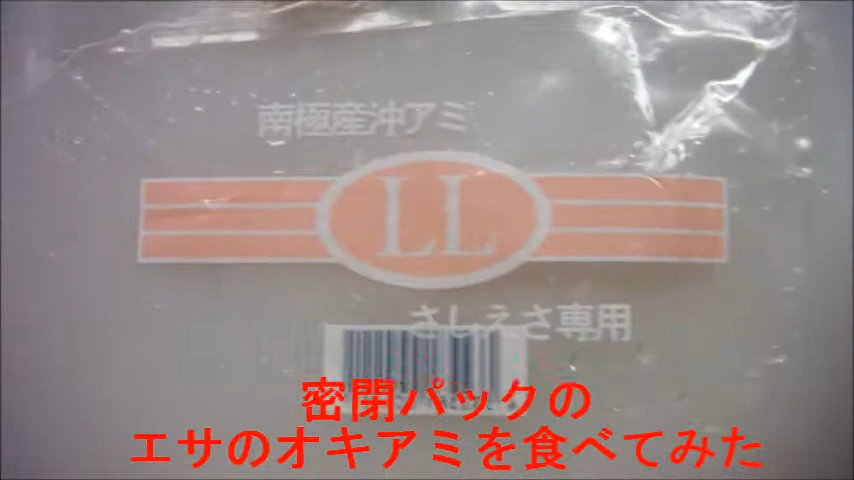 南極産沖アミ
LL
さしえさ専用
密閉パックの
エサのオキアミを食べてみた